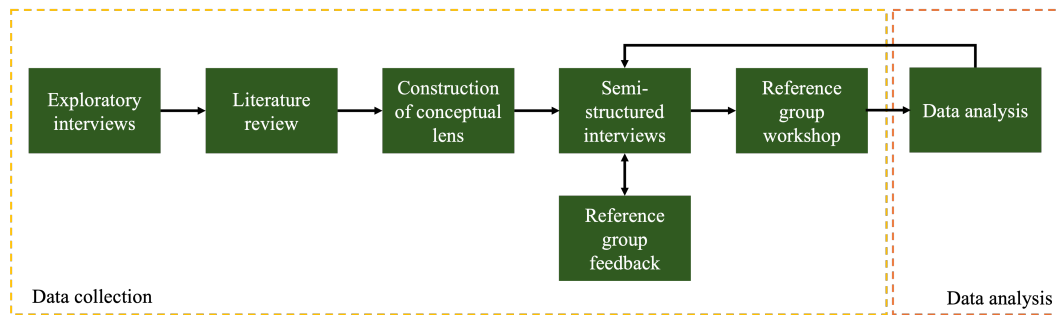 Exploratory
interviews
Literature
review
Construction
of conceptual
lens
Semi-
structured
interviews
Reference
group
workshop
Data analysis
Reference
group
feedback
Data collection
Data analysis